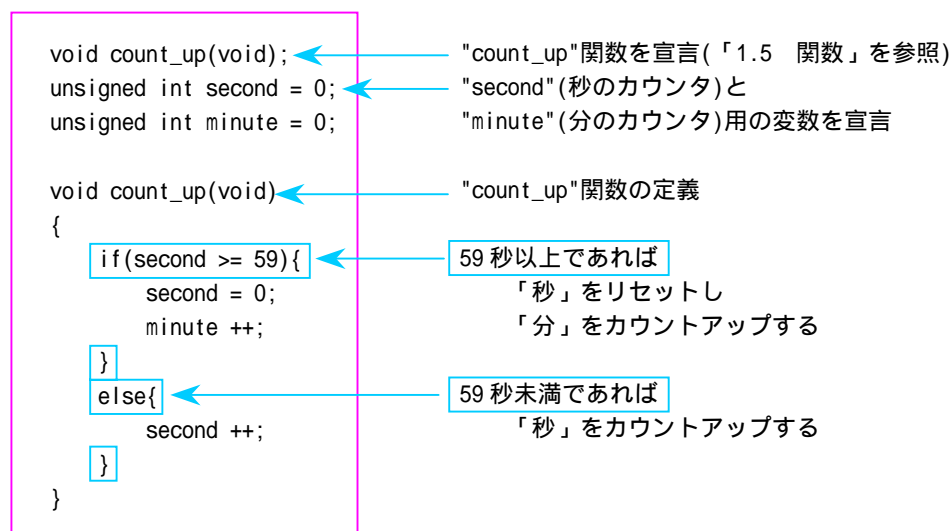 void count_up(void); "count_up"関数を宣言(「1.5 関数」を参照)
unsigned int second = 0; "second"(秒のカウンタ)と
unsigned int minute = 0; "minute"(分のカウンタ)用の変数を宣言
void count_up(void) "count_up"関数の定義
{
if(second >= 59){ 59秒以上であれば
second = 0; 「秒」をリセットし
minute ++; 「分」をカウントアップする
}
else{ 59秒未満であれば
second ++; 「秒」をカウントアップする
}
}